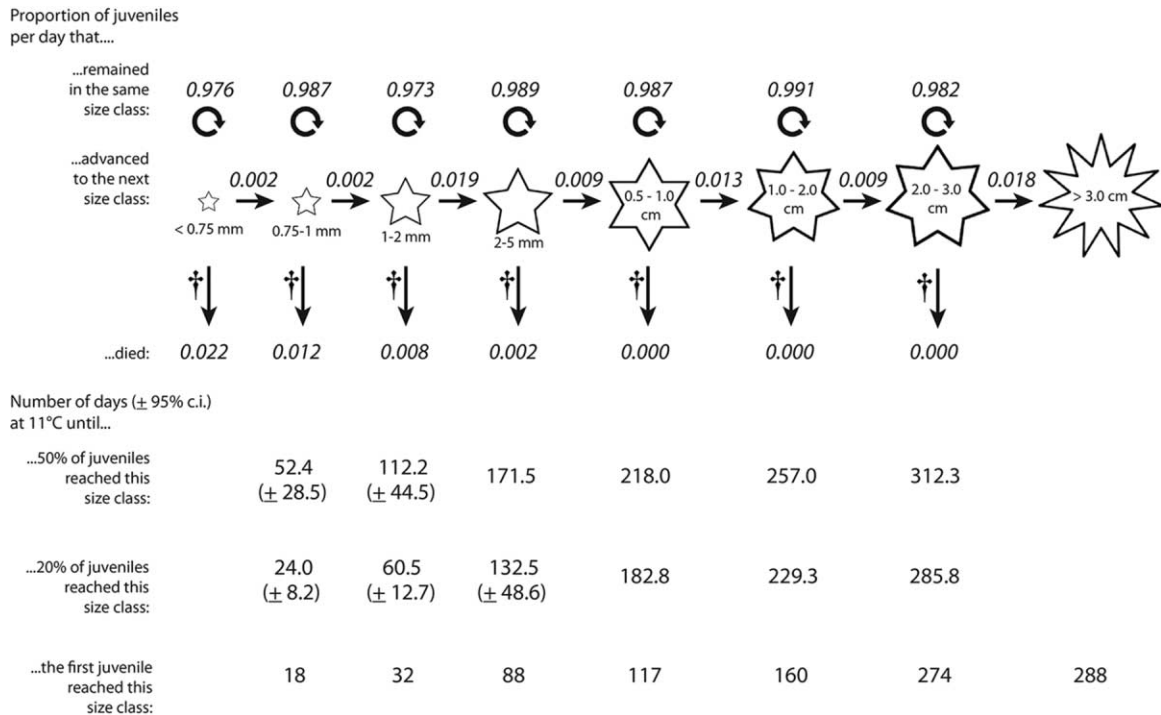 Proportion of juveniles
per day that....
...remained
in the same
size class:
0.976 0.987 0.973 0.989 0.987 0.991 0.982
...advanced
to the next
size class:
0.002 0.002 0.019 0.009 0.013 0.009 0.018
< 0.75 mm 0.75-1 mm 1-2 mm 2-5 mm
0.5 - 1.0
cm
1.0 - 2.0
cm
2.0 - 3.0
cm
> 3.0 cm
† † † † † † †
...died: 0.022 0.012 0.008 0.002 0.000 0.000 0.000
Number of days (± 95% c.i.)
at 11°C until...
...50% of juveniles
reached this
size class:
52.4 112.2 171.5 218.0 257.0 312.3
(± 28.5) (± 44.5)
...20% of juveniles
reached this
size class:
24.0 60.5 132.5 182.8 229.3 285.8
(± 8.2) (± 12.7) (± 48.6)
...the first juvenile
reached this
size class:
18 32 88 117 160 274 288